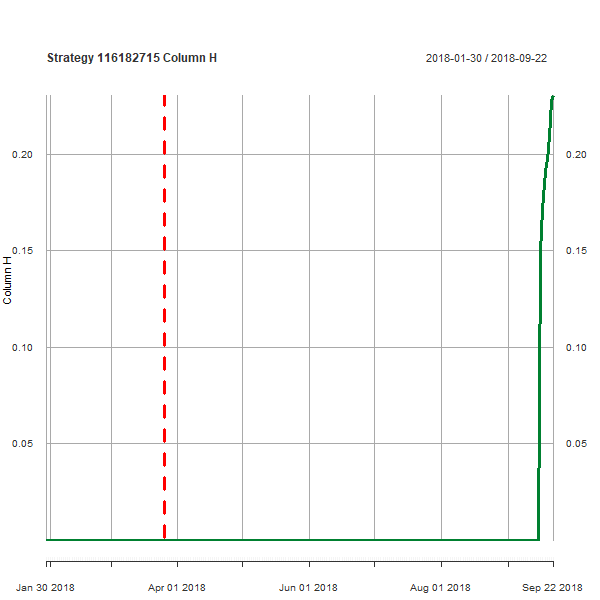 Strategy 116182715 Column H
2018-01-30 / 2018-09-22
0.20
0.20
0.15
0.15
Column H
0.10
0.10
0.05
0.05
Jan 30 2018
Apr 01 2018
Jun 01 2018
Aug 01 2018
Sep 22 2018